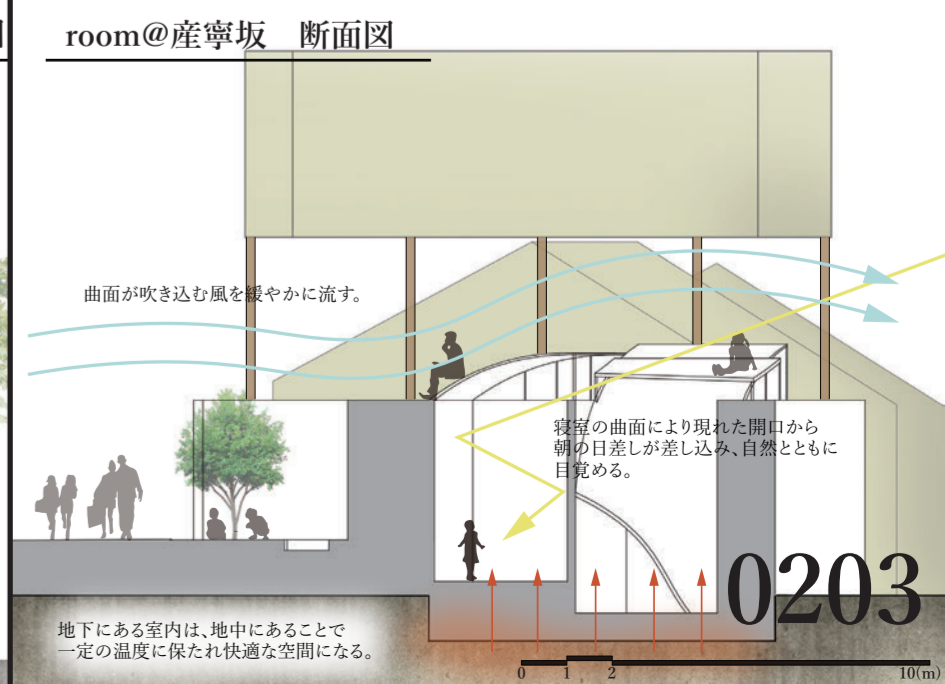 room@産寧坂　断面図
曲面が吹き込む風を緩やかに流す。
寝室の曲面により現れた開口から
朝の日差しが差し込み、自然とともに
目覚める。
0203
地下にある室内は、地中にあることで
一定の温度に保たれ快適な空間になる。
0 1 2 10(m)